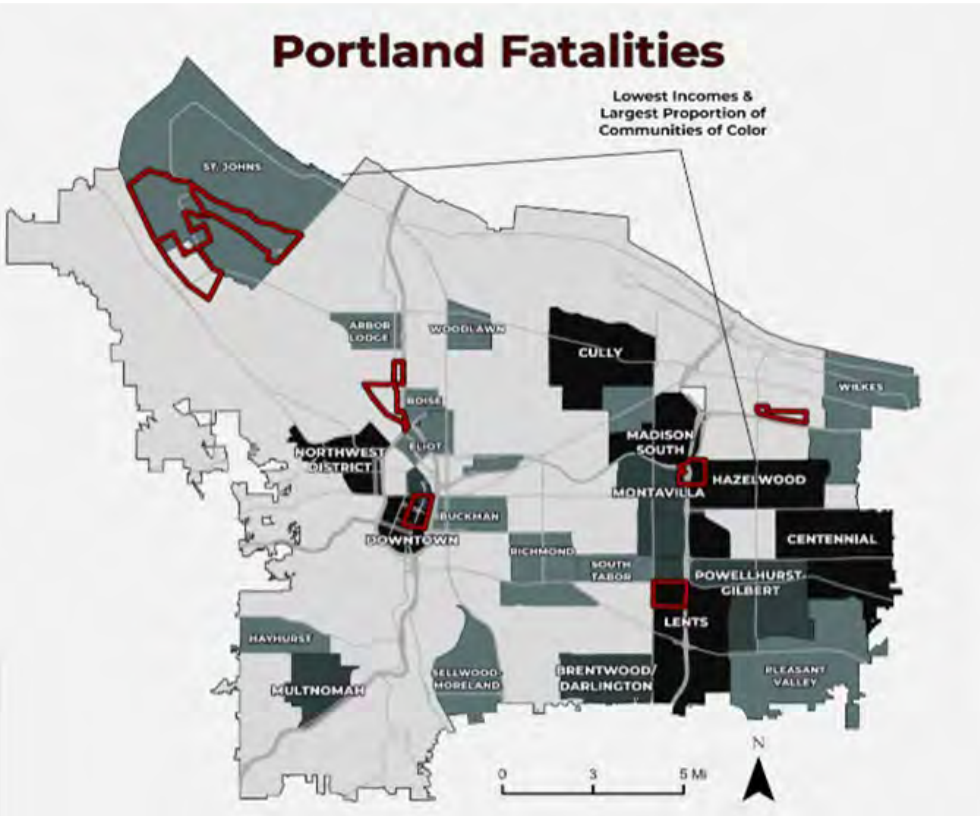 Portland Fatalities
Lowest Incomes &
Largest Proportion of
Communities of Color
ST. JOHNS
ARBOR
LODGE
WOODLAWN
CULLY
WILKES
BOISE
ELIOT
NORTHWEST
DISTRICT
MADISON
SOUTH
HAZELWOOD
MONTAVILLA
BUCKMAN
DOWNTOWN
CENTENNIAL
RICHMOND
SOUTH
TABOR
POWELLHURST-
GILBERT
LENTS
HAYHURST
MULTNOMAH
SELLWOOD-
MORELAND
BRENTWOOD/
DARLINGTON
PLEASANT
VALLEY
N
0 3 5 Mi